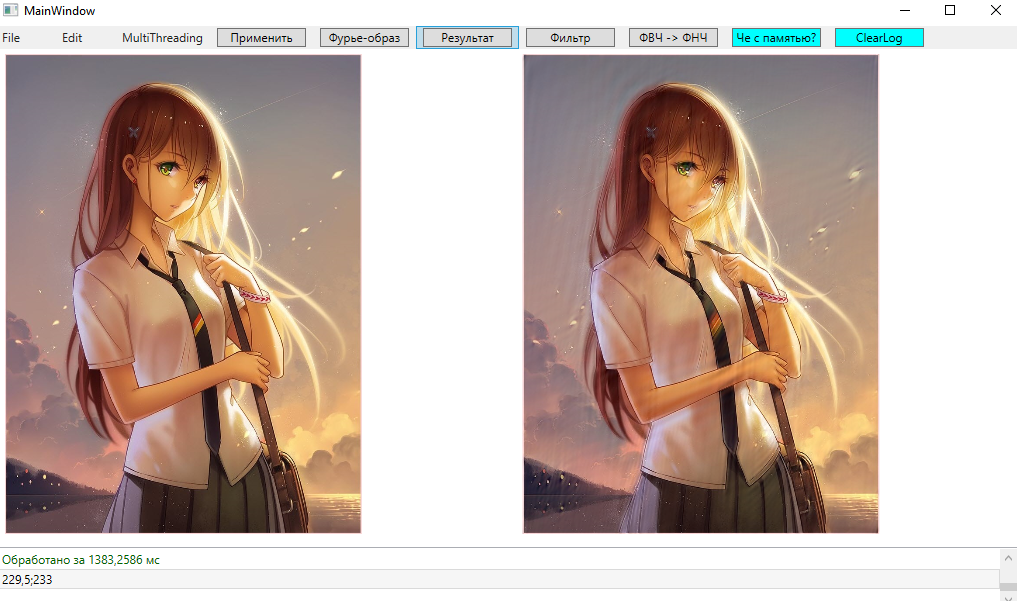 MainWindow
File Edit MultiThreading Применить Фурье-образ Результат Фильтр ФВЧ -> ФНЧ Че с памятью? ClearLog
Обработано за 1383,2586 мс
229,5;233